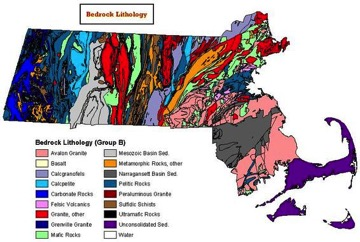 Bedrock Lithology
Bedrock Lithology (Group B)
Avalon Granite
Basalt
Calcgranofels
Calcpelite
Carbonate Rocks
Felsic Volcanics
Granite, other
Grenville Granite
Mafic Rocks
Mesozoic Basin Sed.
Metamorphic Rocks, other
Narragansett Basin Sed.
Pelitic Rocks
Peraluminous Granite
Sulfidic Schists
Ultramafic Rocks
Unconsolidated Sed.
Water